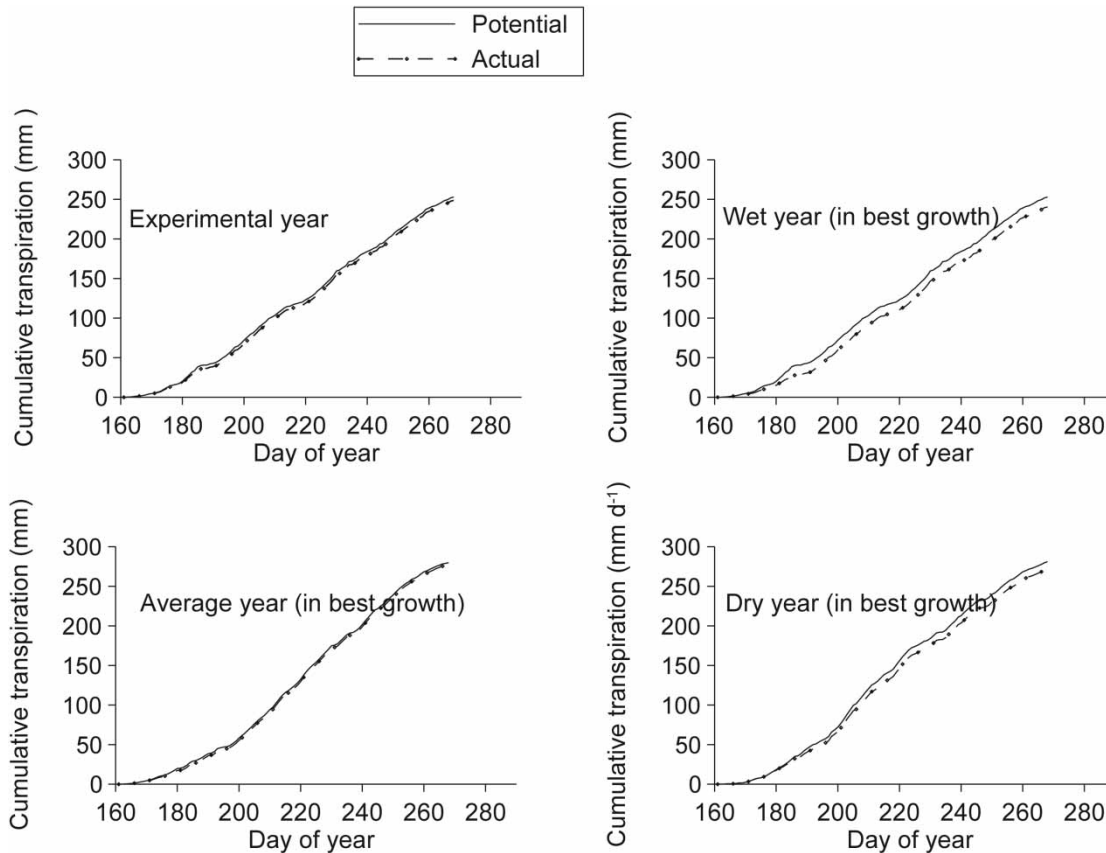 Potential
Actual
Cumulative transpiration (mm )
300
250
200
150
100
50
0
Experimental year
160 180 200 220 240 260 280
Day of year
Cumulative transpiration (mm)
300
250
200
150
100
50
0
Wet year (in best growth)
160 180 200 220 240 260 280
Day of year
Cumulative transpiration (mm)
300
250
200
150
100
50
0
Average year (in best growth)
160 180 200 220 240 260 280
Day of year
Cumulative transpiration (mm d⁻¹)
300
250
200
150
100
50
0
Dry year (in best growth)
160 180 200 220 240 260 280
Day of year